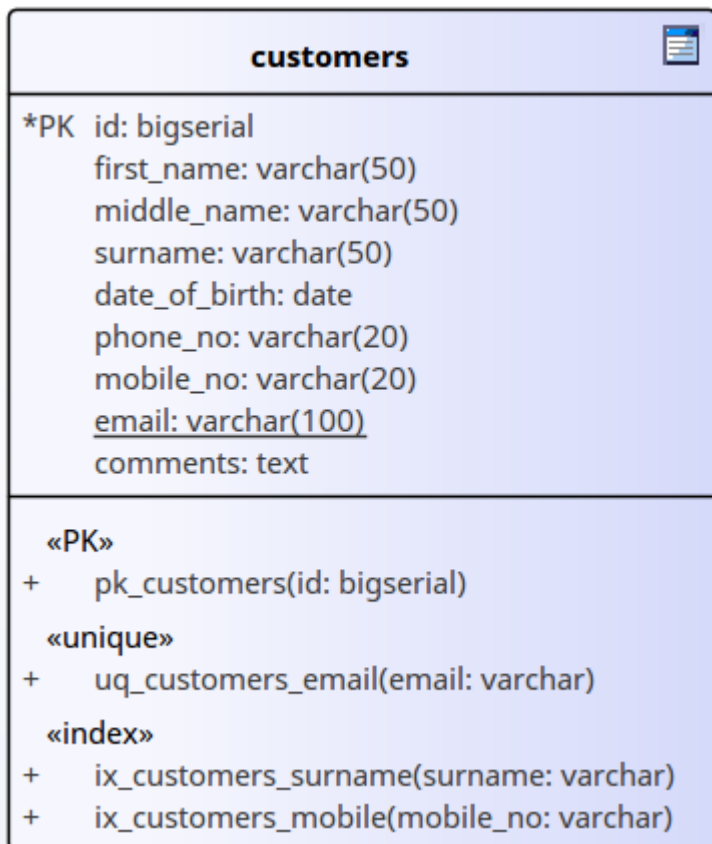 customers
*PK id: bigserial
first_name: varchar(50)
middle_name: varchar(50)
surname: varchar(50)
date_of_birth: date
phone_no: varchar(20)
mobile_no: varchar(20)
email: varchar(100)
comments: text
«PK»
+ pk_customers(id: bigserial)
«unique»
+ uq_customers_email(email: varchar)
«index»
+ ix_customers_surname(surname: varchar)
+ ix_customers_mobile(mobile_no: varchar)